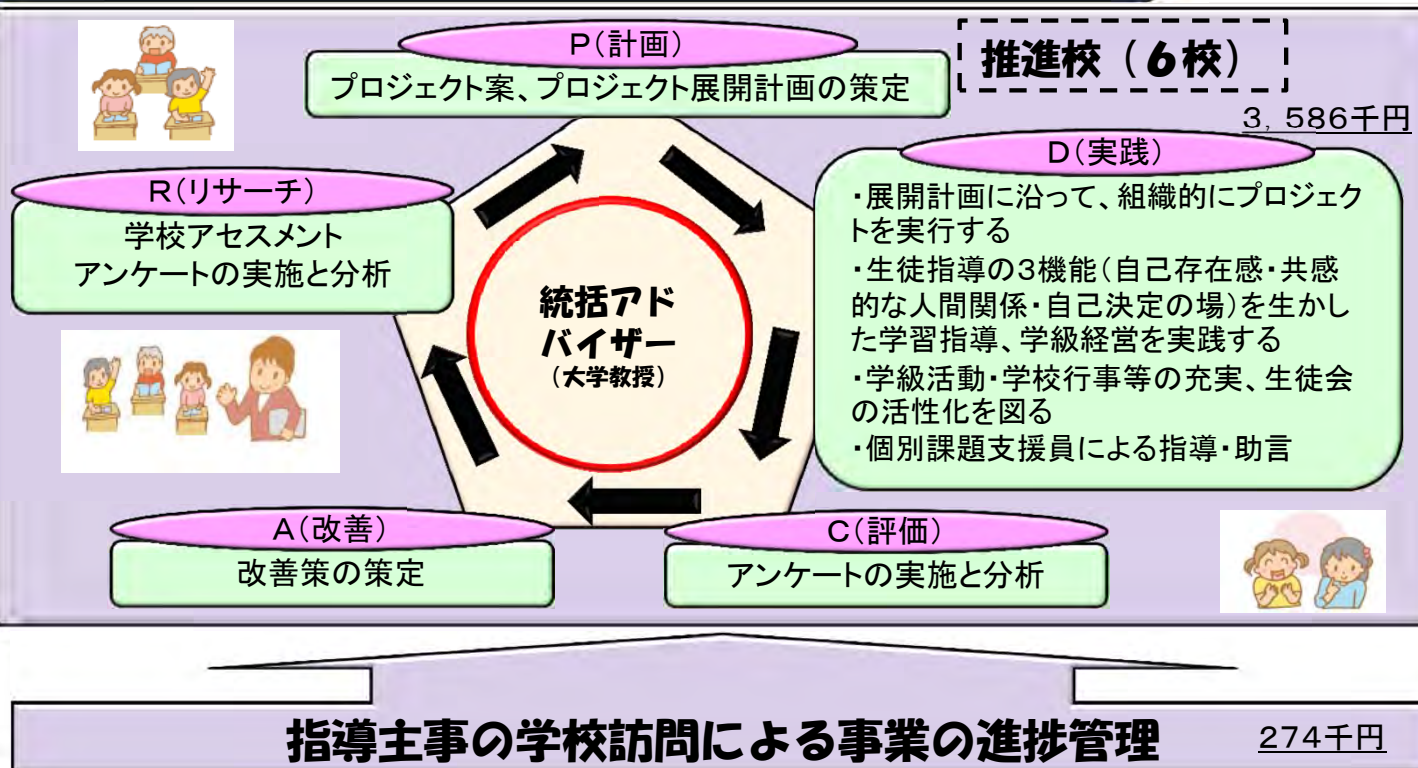 P(計画)
プロジェクト案、プロジェクト展開計画の策定
推進校(6校)
3,586千円
R(リサーチ)
学校アセスメント
アンケートの実施と分析
D(実践)
・展開計画に沿って、組織的にプロジェク
トを実行する
・生徒指導の3機能(自己存在感・共感
的な人間関係・自己決定の場)を生かし
た学習指導、学級経営を実践する
・学級活動・学校行事等の充実、生徒会
の活性化を図る
・個別課題支援員による指導・助言
統括アド
バイザー
(大学教授)
A(改善)
改善策の策定
C(評価)
アンケートの実施と分析
指導主事の学校訪問による事業の進捗管理
274千円